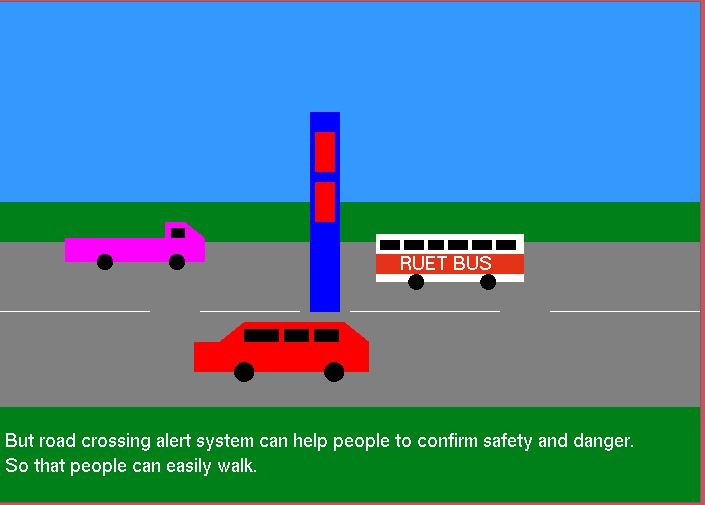 RUET BUS
But road crossing alert system can help people to confirm safety and danger.
So that people can easily walk.